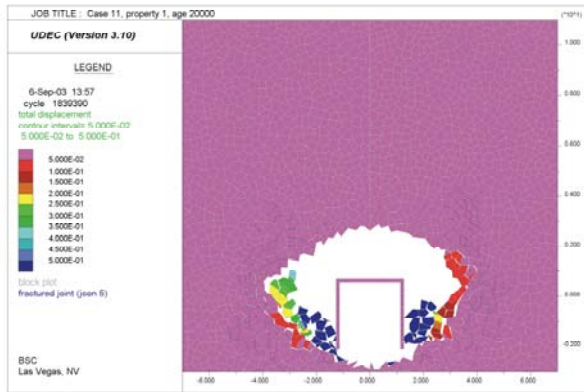 JOB TITLE : Case 11, property 1, age 20000
UDEC (Version 3.10)
LEGEND
6-Sep-03 13:57
cycle 1839390
total displacement
contour interval= 5.000E-02
5.000E-02 to 5.000E-01
5.000E-02
1.000E-01
1.500E-01
2.000E-01
2.500E-01
3.000E-01
3.500E-01
4.000E-01
4.500E-01
5.000E-01
block plot
fractured joint (jcon 5)
BSC
Las Vegas, NV
(*10^1)
1.000
0.800
0.600
0.400
0.200
0.000
-0.200
-6.000 -4.000 -2.000 0.000 2.000 4.000 6.000